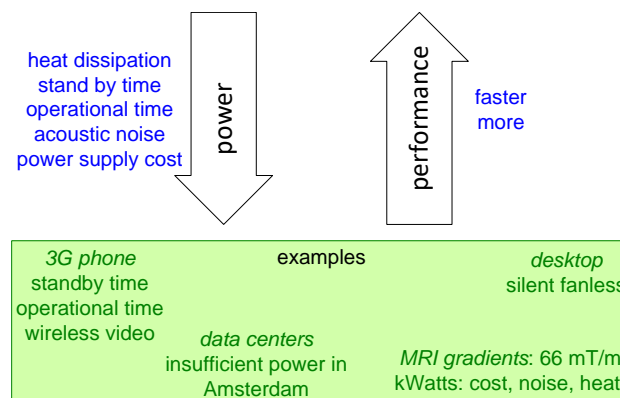 heat dissipation
stand by time
operational time
acoustic noise
power supply cost
power
performance
faster
more
examples
3G phone
standby time
operational time
wireless video
data centers
insufficient power in
Amsterdam
desktop
silent fanless
MRI gradients: 66 mT/m
kWatts: cost, noise, heat